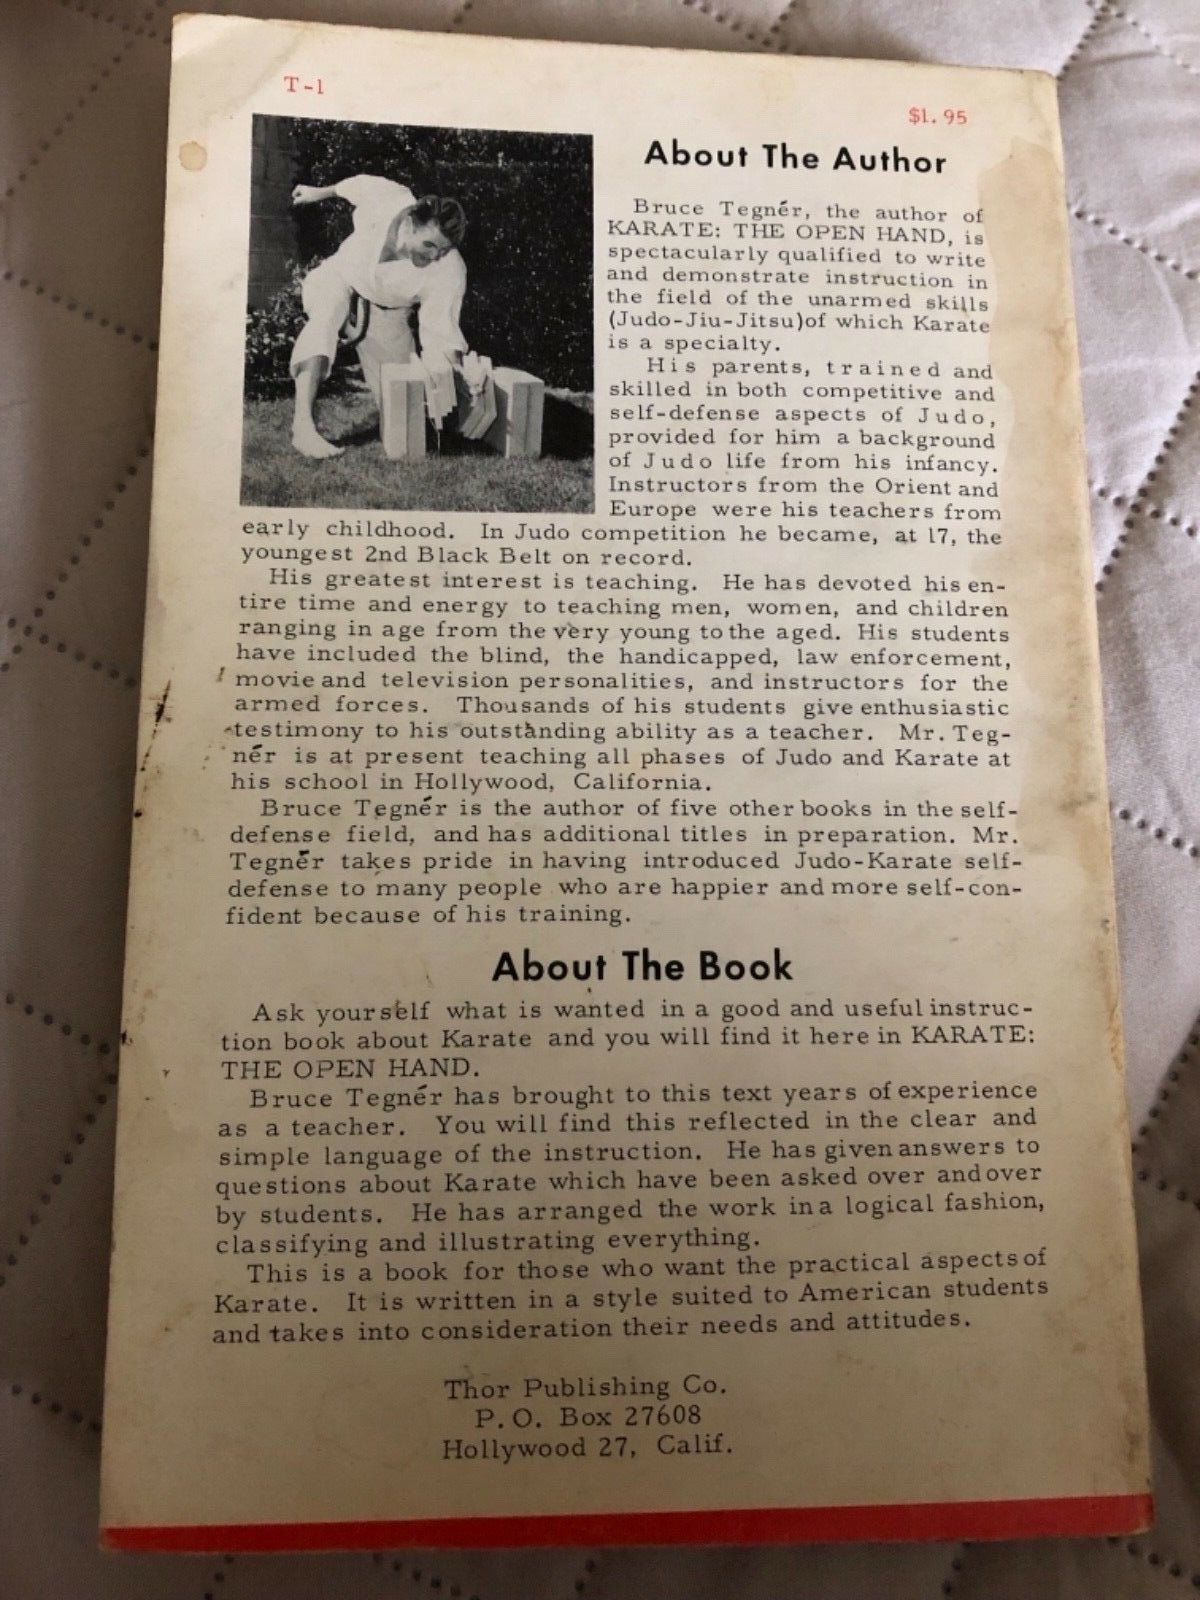 T-1
$1.95
About The Author
Bruce Tegnér, the author of
KARATE: THE OPEN HAND, is
spectacularly qualified to write
and demonstrate instruction in
the field of the unarmed skills
(Judo-Jiu-Jitsu)of which Karate
is a specialty.
His parents, trained and
skilled in both competitive and
self-defense aspects of Judo,
provided for him a background
of Judo life from his infancy.
Instructors from the Orient and
Europe were his teachers from
early childhood. In Judo competition he became, at 17, the
youngest 2nd Black Belt on record.
His greatest interest is teaching. He has devoted his en-
tire time and energy to teaching men, women, and children
ranging in age from the very young to the aged. His students
have included the blind, the handicapped, law enforcement,
movie and television personalities, and instructors for the
armed forces. Thousands of his students give enthusiastic
testimony to his outstanding ability as a teacher. Mr. Teg-
nér is at present teaching all phases of Judo and Karate at
his school in Hollywood, California.
Bruce Tegnér is the author of five other books in the self-
defense field, and has additional titles in preparation. Mr.
Tegnér takes pride in having introduced Judo-Karate self-
defense to many people who are happier and more self-con-
fident because of his training.
About The Book
Ask yourself what is wanted in a good and useful instruc-
tion book about Karate and you will find it here in KARATE:
THE OPEN HAND.
Bruce Tegnér has brought to this text years of experience
as a teacher. You will find this reflected in the clear and
simple language of the instruction. He has given answers to
questions about Karate which have been asked over and over
by students. He has arranged the work in a logical fashion,
classifying and illustrating everything.
This is a book for those who want the practical aspects of
Karate. It is written in a style suited to American students
and takes into consideration their needs and attitudes.
Thor Publishing Co.
P.O. Box 27608
Hollywood 27, Calif.